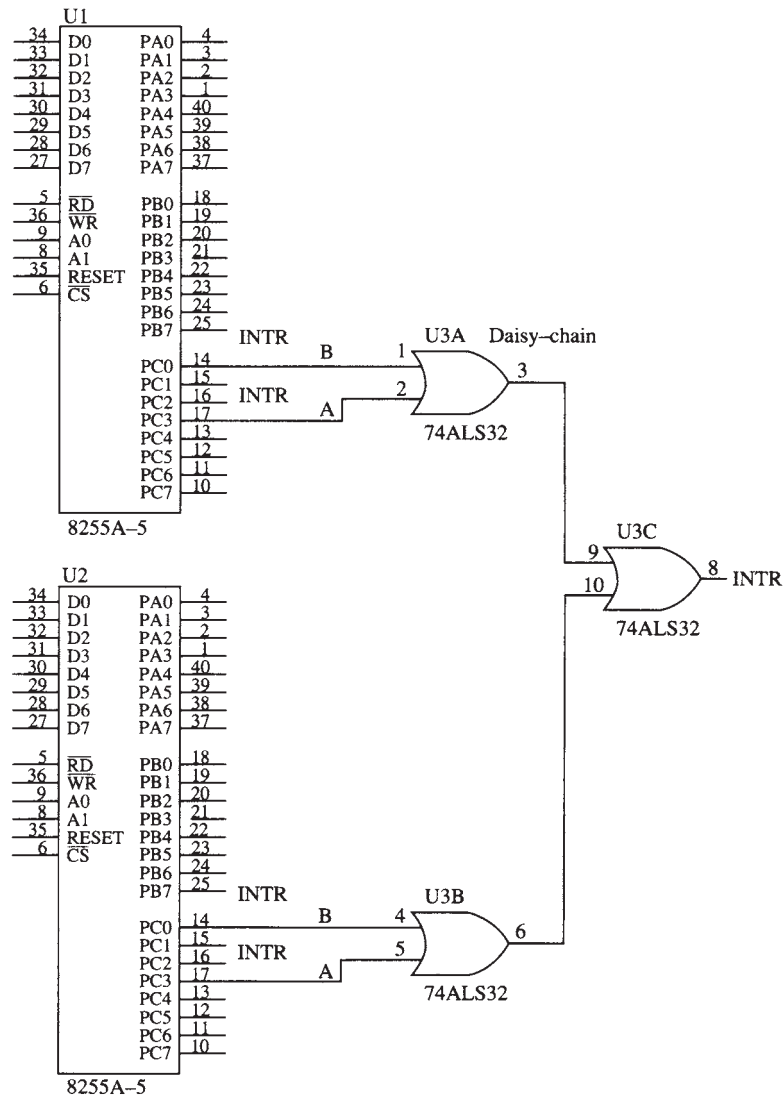 U1
34 D0 PA0 4
33 D1 PA1 3
32 D2 PA2 2
31 D3 PA3 1
30 D4 PA4 40
29 D5 PA5 39
28 D6 PA6 38
27 D7 PA7 37
5 RD PB0 18
36 WR PB1 19
9 A0 PB2 20
8 A1 PB3 21
35 RESET PB4 22
6 CS PB5 23
PB6 24
PB7 25
INTR
PC0 14
B
PC1 15
INTR
PC2 16
PC3 17
A
PC4 13
PC5 12
PC6 11
PC7 10
8255A–5
U3A
Daisy–chain
1
2
3
74ALS32
U3C
9
10
8
INTR
74ALS32
U2
34 D0 PA0 4
33 D1 PA1 3
32 D2 PA2 2
31 D3 PA3 1
30 D4 PA4 40
29 D5 PA5 39
28 D6 PA6 38
27 D7 PA7 37
5 RD PB0 18
36 WR PB1 19
9 A0 PB2 20
8 A1 PB3 21
35 RESET PB4 22
6 CS PB5 23
PB6 24
PB7 25
INTR
PC0 14
B
PC1 15
INTR
PC2 16
PC3 17
A
PC4 13
PC5 12
PC6 11
PC7 10
8255A–5
U3B
4
5
6
74ALS32